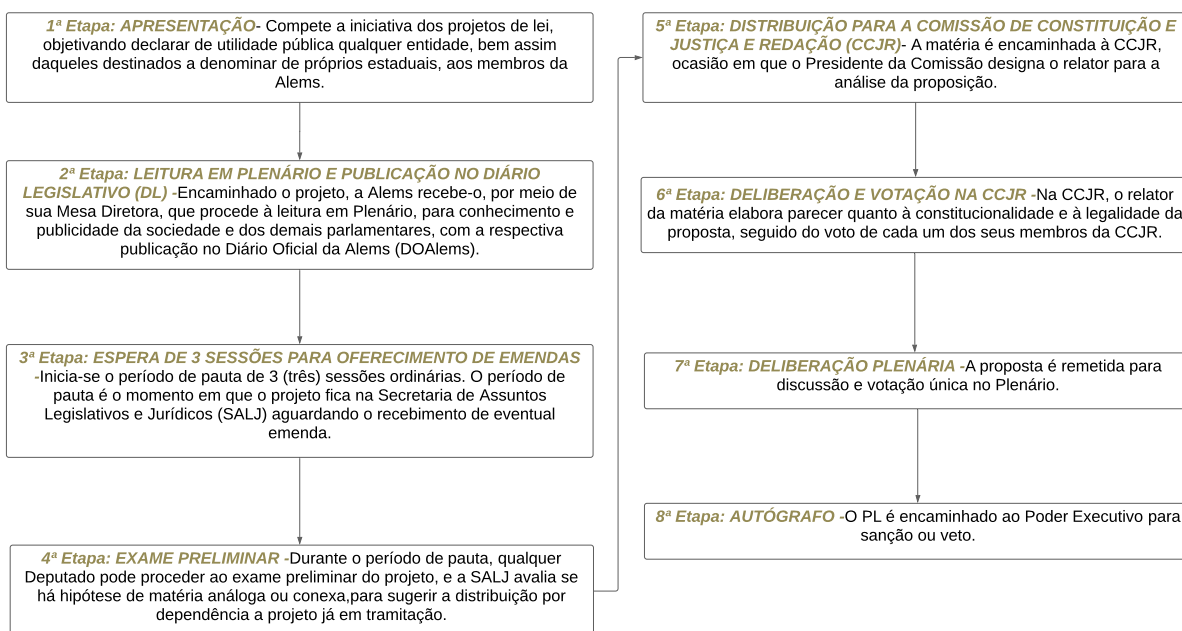 1ª Etapa: APRESENTAÇÃO- Compete a iniciativa dos projetos de lei,
objetivando declarar de utilidade pública qualquer entidade, bem assim
daqueles destinados a denominar de próprios estaduais, aos membros da
Alems.
2ª Etapa: LEITURA EM PLENÁRIO E PUBLICAÇÃO NO DIÁRIO
LEGISLATIVO (DL) -Encaminhado o projeto, a Alems recebe-o, por meio de
sua Mesa Diretora, que procede à leitura em Plenário, para conhecimento e
publicidade da sociedade e dos demais parlamentares, com a respectiva
publicação no Diário Oficial da Alems (DOAlems).
3ª Etapa: ESPERA DE 3 SESSÕES PARA OFERECIMENTO DE EMENDAS
-Inicia-se o período de pauta de 3 (três) sessões ordinárias. O período de
pauta é o momento em que o projeto fica na Secretaria de Assuntos
Legislativos e Jurídicos (SALJ) aguardando o recebimento de eventual
emenda.
4ª Etapa: EXAME PRELIMINAR -Durante o período de pauta, qualquer
Deputado pode proceder ao exame preliminar do projeto, e a SALJ avalia se
há hipótese de matéria análoga ou conexa,para sugerir a distribuição por
dependência a projeto já em tramitação.
5ª Etapa: DISTRIBUIÇÃO PARA A COMISSÃO DE CONSTITUIÇÃO E
JUSTIÇA E REDAÇÃO (CCJR)- A matéria é encaminhada à CCJR,
ocasião em que o Presidente da Comissão designa o relator para a
análise da proposição.
6ª Etapa: DELIBERAÇÃO E VOTAÇÃO NA CCJR -Na CCJR, o relator
da matéria elabora parecer quanto à constitucionalidade e à legalidade da
proposta, seguido do voto de cada um dos seus membros da CCJR.
7ª Etapa: DELIBERAÇÃO PLENÁRIA -A proposta é remetida para
discussão e votação única no Plenário.
8ª Etapa: AUTÓGRAFO -O PL é encaminhado ao Poder Executivo para
sanção ou veto.